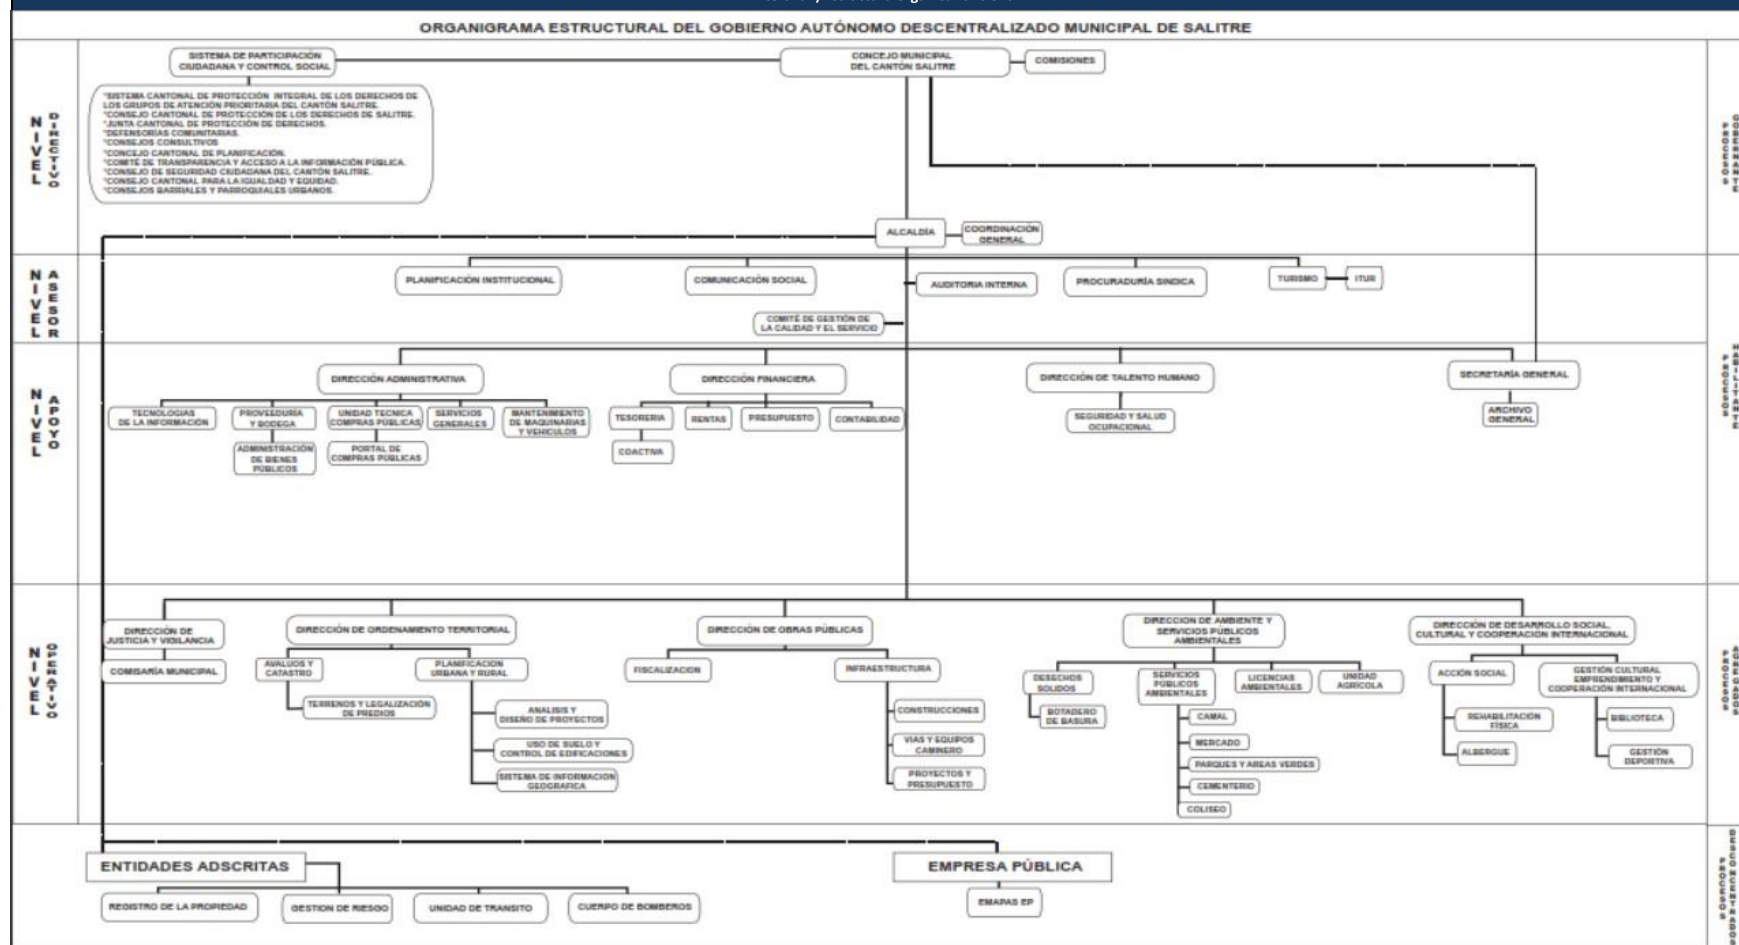 ORGANIGRAMA ESTRUCTURAL DEL GOBIERNO AUTÓNOMO DESCENTRALIZADO MUNICIPAL DE SALITRE
NIVEL
DIRECTIVO
PROCESOS
GOBERNANTE
SISTEMA DE PARTICIPACIÓN
CIUDADANA Y CONTROL SOCIAL
CONCEJO MUNICIPAL
DEL CANTÓN SALITRE
COMISIONES
*SISTEMA CANTONAL DE PROTECCIÓN INTEGRAL DE LOS DERECHOS DE
LOS GRUPOS DE ATENCIÓN PRIORITARIA DEL CANTÓN SALITRE.
*CONSEJO CANTONAL DE PROTECCIÓN DE LOS DERECHOS DE SALITRE.
*JUNTA CANTONAL DE PROTECCIÓN DE DERECHOS.
*DEFENSORÍAS COMUNITARIAS.
*CONSEJOS CONSULTIVOS
*CONCEJO CANTONAL DE PLANIFICACIÓN.
*COMITÉ DE TRANSPARENCIA Y ACCESO A LA INFORMACIÓN PÚBLICA.
*CONSEJO DE SEGURIDAD CIUDADANA DEL CANTÓN SALITRE.
*CONSEJO CANTONAL PARA LA IGUALDAD Y EQUIDAD.
*CONSEJOS BARRIALES Y PARROQUIALES URBANOS.
ALCALDÍA
COORDINACIÓN
GENERAL
NIVEL
ASESOR
PLANIFICACIÓN INSTITUCIONAL
COMUNICACIÓN SOCIAL
AUDITORIA INTERNA
PROCURADURÍA SINDICA
TURISMO
ITUR
COMITÉ DE GESTIÓN DE
LA CALIDAD Y EL SERVICIO
NIVEL
APOYO
PROCESOS
HABILITANTE
DIRECCIÓN ADMINISTRATIVA
DIRECCIÓN FINANCIERA
DIRECCIÓN DE TALENTO HUMANO
SECRETARÍA GENERAL
TECNOLOGIAS
DE LA INFORMACIÓN
PROVEEDURÍA
Y BODEGA
UNIDAD TECNICA
COMPRAS PÚBLICAS
SERVICIOS
GENERALES
MANTENIMIENTO
DE MAQUINARIAS
Y VEHICULOS
TESORERIA
RENTAS
PRESUPUESTO
CONTABILIDAD
SEGURIDAD Y SALUD
OCUPACIONAL
ARCHIVO
GENERAL
ADMINISTRACIÓN
DE BIENES
PÚBLICOS
PORTAL DE
COMPRAS PÚBLICAS
COACTIVA
NIVEL
OPERATIVO
PROCESOS
AGREGADOS
DIRECCIÓN DE
JUSTICIA Y VIGILANCIA
DIRECCIÓN DE ORDENAMIENTO TERRITORIAL
DIRECCIÓN DE OBRAS PÚBLICAS
DIRECCION DE AMBIENTE Y
SERVICIOS PÚBLICOS
AMBIENTALES
DIRECCIÓN DE DESARROLLO SOCIAL,
CULTURAL Y COOPERACION INTERNACIONAL
COMISARÍA MUNICIPAL
AVALUOS Y
CATASTRO
PLANIFICACION
URBANA Y RURAL
FISCALIZACION
INFRAESTRUCTURA
DESECHOS
SOLIDOS
SERVICIOS
PÚBLICOS
AMBIENTALES
LICENCIAS
AMBIENTALES
UNIDAD
AGRÍCOLA
ACCIÓN SOCIAL
GESTIÓN CULTURAL
EMPRENDIMIENTO Y
COOPERACIÓN INTERNACIONAL
TERRENOS Y LEGALIZACIÓN
DE PREDIOS
ANALISIS Y
DISEÑO DE PROYECTOS
USO DE SUELO Y
CONTROL DE EDIFICACIONES
SISTEMA DE INFORMACION
GEOGRAFICA
CONSTRUCCIONES
VIAS Y EQUIPOS
CAMINERO
PROYECTOS Y
PRESUPUESTO
BOTADERO
DE BASURA
CAMAL
MERCADO
PARQUES Y AREAS VERDES
CEMENTERIO
COLISEO
REHABILITACIÓN
FÍSICA
ALBERGUE
BIBLIOTECA
GESTIÓN
DEPORTIVA
PROCESOS
DESCONCENTRADOS
ENTIDADES ADSCRITAS
EMPRESA PÚBLICA
REGISTRO DE LA PROPIEDAD
GESTION DE RIESGO
UNIDAD DE TRANSITO
CUERPO DE BOMBEROS
EMAPAS EP